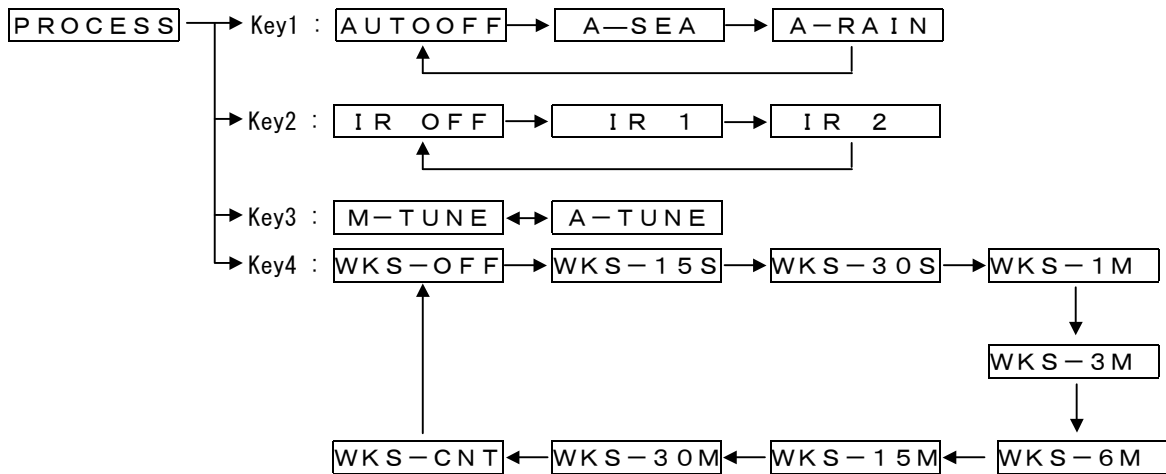 PROCESS Key1 : AUTOOFF A—SEA A−RAIN
Key2 : IR OFF IR 1 IR 2
Key3 : M−TUNE A−TUNE
Key4 : WKS−OFF WKS−15S WKS−30S WKS−1M
WKS−3M
WKS−CNT WKS−30M WKS−15M WKS−6M